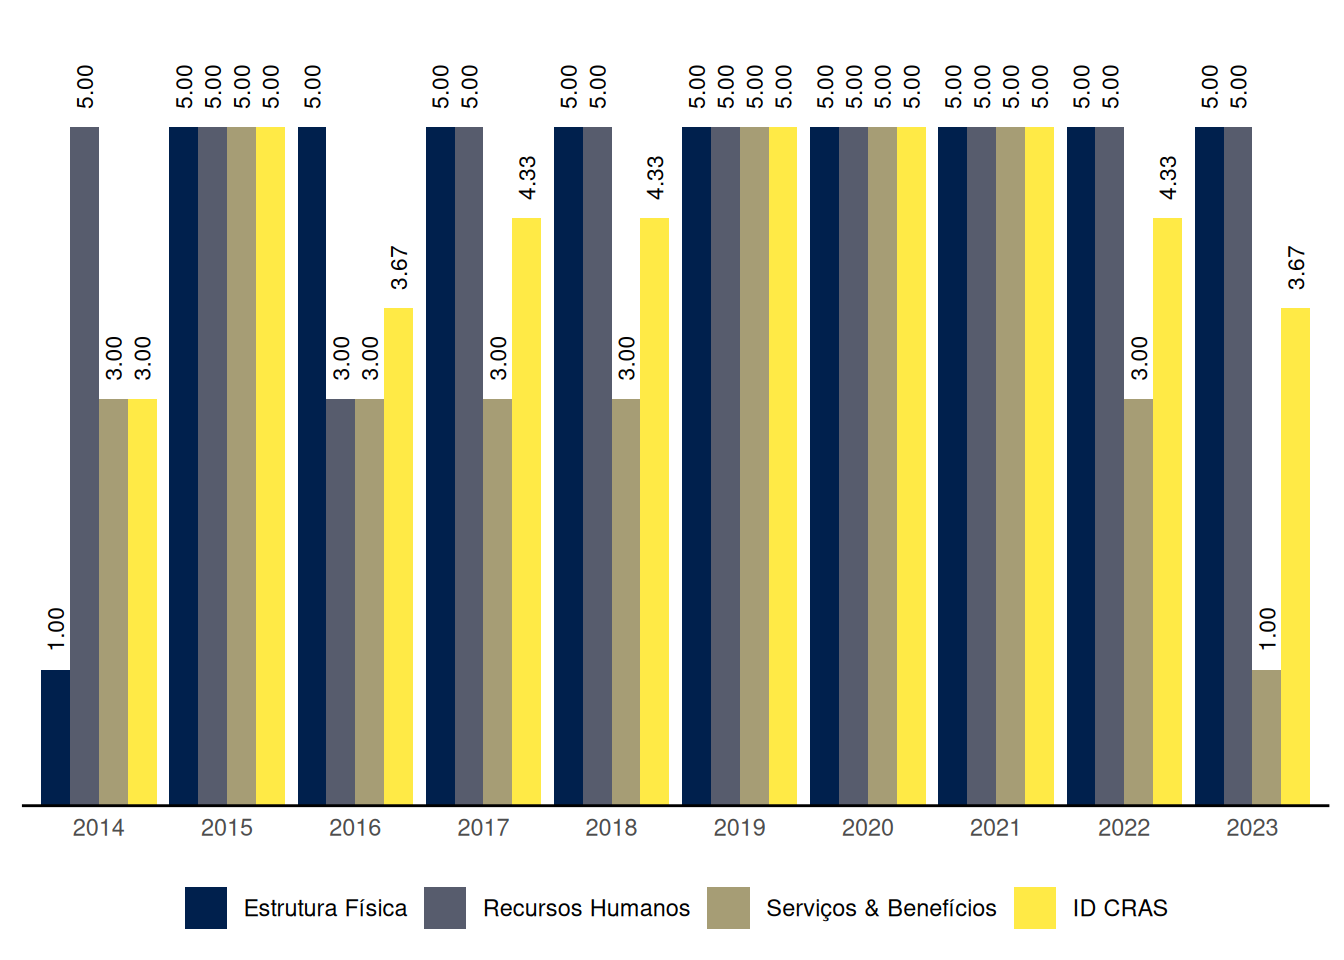 5.00 5.00 5.00 5.00 5.00 5.00 5.00 5.00 5.00 5.00 5.00 5.00 5.00 5.00 5.00 5.00 5.00 5.00 5.00 5.00 5.00 5.00 5.00 5.00 5.00 5.00
4.33 4.33 4.33
3.67 3.67
3.00 3.00 3.00 3.00 3.00 3.00 3.00
1.00 1.00
2014 2015 2016 2017 2018 2019 2020 2021 2022 2023
Estrutura Física Recursos Humanos Serviços & Benefícios ID CRAS